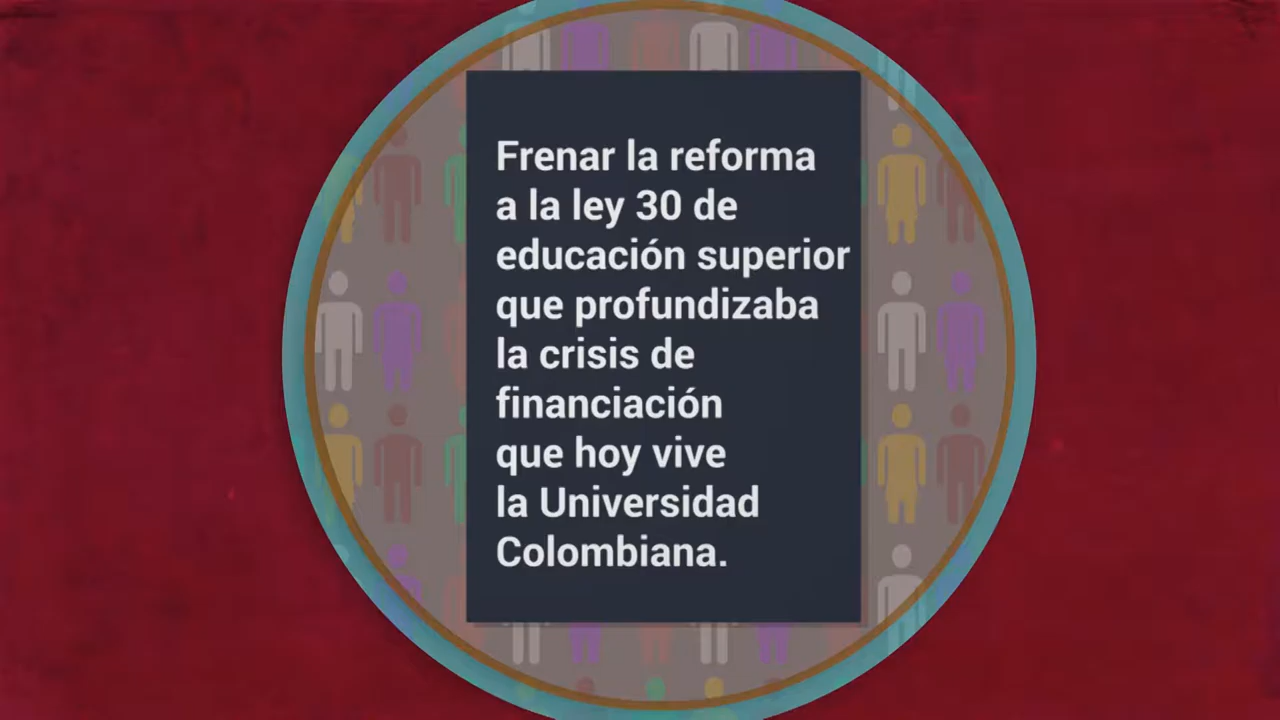 Frenar la reforma
a la ley 30 de
educación superior
que profundizaba
la crisis de
financiación
que hoy vive
la Universidad
Colombiana.